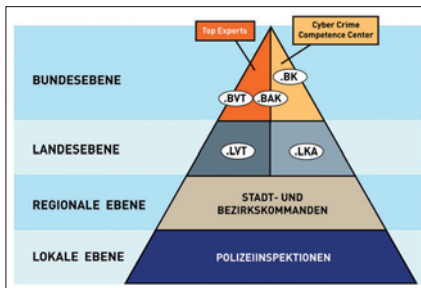 Top Experts
Cyber Crime
Competence Center
BUNDESEBENE
.BK
.BVT
.BAK
LANDESEBENE
.LVT
.LKA
REGIONALE EBENE
STADT- UND
BEZIRKSKOMMANDEN
LOKALE EBENE
POLIZEIINSPEKTIONEN